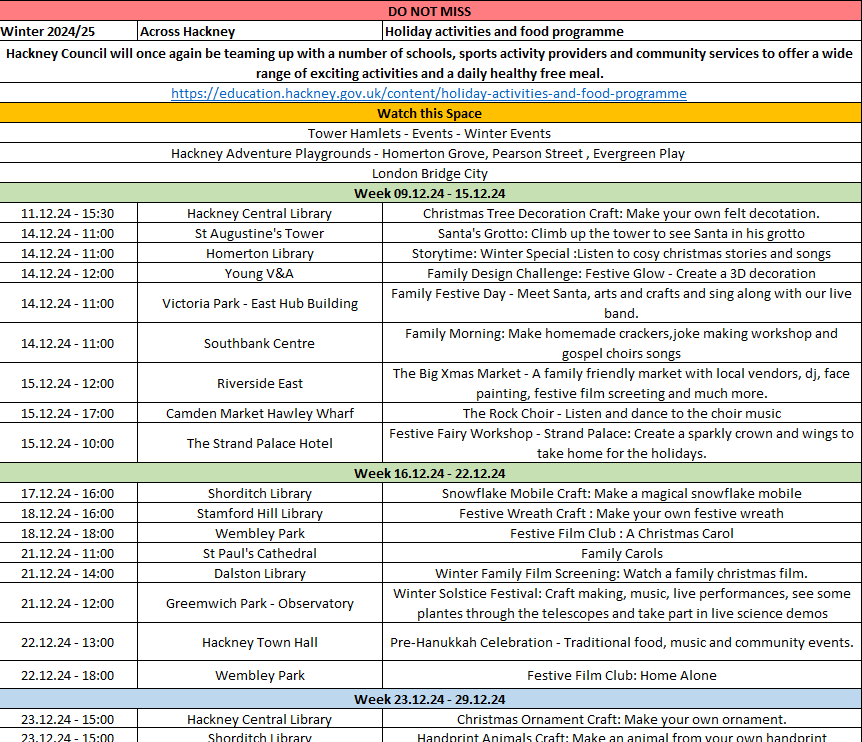 DO NOT MISS
Winter 2024/25 Across Hackney Holiday activities and food programme
Hackney Council will once again be teaming up with a number of schools, sports activity providers and community services to offer a wide
range of exciting activities and a daily healthy free meal.
https://education.hackney.gov.uk/content/holiday-activities-and-food-programme
Watch this Space
Tower Hamlets - Events - Winter Events
Hackney Adventure Playgrounds - Homerton Grove, Pearson Street , Evergreen Play
London Bridge City
Week 09.12.24 - 15.12.24
11.12.24 - 15:30 Hackney Central Library Christmas Tree Decoration Craft: Make your own felt decotation.
14.12.24 - 11:00 St Augustine's Tower Santa's Grotto: Climb up the tower to see Santa in his grotto
14.12.24 - 11:00 Homerton Library Storytime: Winter Special :Listen to cosy christmas stories and songs
14.12.24 - 12:00 Young V&A Family Design Challenge: Festive Glow - Create a 3D decoration
14.12.24 - 11:00 Victoria Park - East Hub Building Family Festive Day - Meet Santa, arts and crafts and sing along with our live
band.
14.12.24 - 11:00 Southbank Centre Family Morning: Make homemade crackers,joke making workshop and
gospel choirs songs
15.12.24 - 12:00 Riverside East The Big Xmas Market - A family friendly market with local vendors, dj, face
painting, festive film screeting and much more.
15.12.24 - 17:00 Camden Market Hawley Wharf The Rock Choir - Listen and dance to the choir music
15.12.24 - 10:00 The Strand Palace Hotel Festive Fairy Workshop - Strand Palace: Create a sparkly crown and wings to
take home for the holidays.
Week 16.12.24 - 22.12.24
17.12.24 - 16:00 Shorditch Library Snowflake Mobile Craft: Make a magical snowflake mobile
18.12.24 - 16:00 Stamford Hill Library Festive Wreath Craft : Make your own festive wreath
18.12.24 - 18:00 Wembley Park Festive Film Club : A Christmas Carol
21.12.24 - 11:00 St Paul's Cathedral Family Carols
21.12.24 - 14:00 Dalston Library Winter Family Film Screening: Watch a family christmas film.
21.12.24 - 12:00 Greemwich Park - Observatory Winter Solstice Festival: Craft making, music, live performances, see some
plantes through the telescopes and take part in live science demos
22.12.24 - 13:00 Hackney Town Hall Pre-Hanukkah Celebration - Traditional food, music and community events.
22.12.24 - 18:00 Wembley Park Festive Film Club: Home Alone
Week 23.12.24 - 29.12.24
23.12.24 - 15:00 Hackney Central Library Christmas Ornament Craft: Make your own ornament.
23.12.24 - 15:00 Shorditch Library Handprint Animals Craft: Make an animal from your own handprint